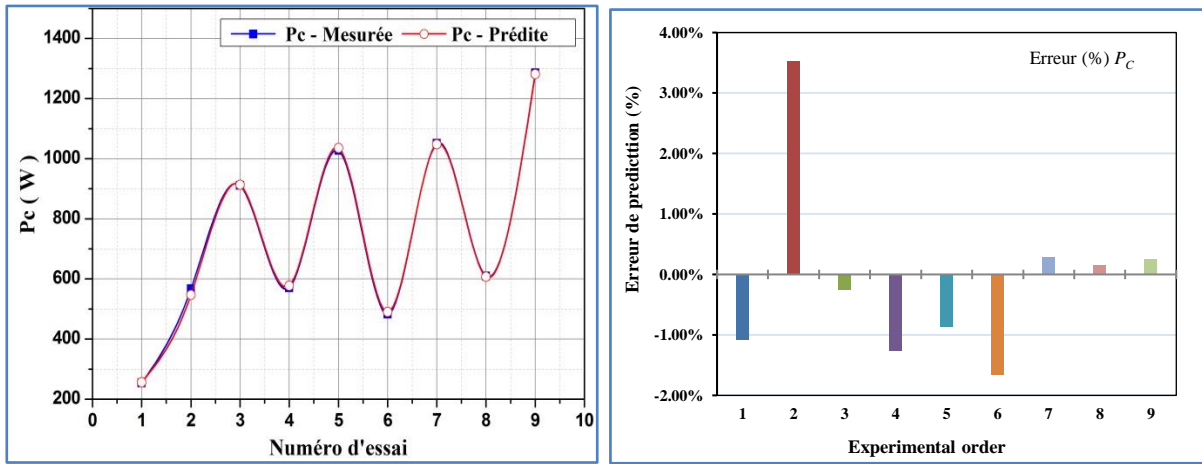 Pc - Mesurée Pc - Prédite
1400
1200
1000
800
600
400
200
0 1 2 3 4 5 6 7 8 9 10
Pc ( W )
Numéro d'essai
Erreur (%) PC
4.00%
3.00%
2.00%
1.00%
0.00%
-1.00%
-2.00%
1 2 3 4 5 6 7 8 9
Erreur de predicttion (%)
Experimental order